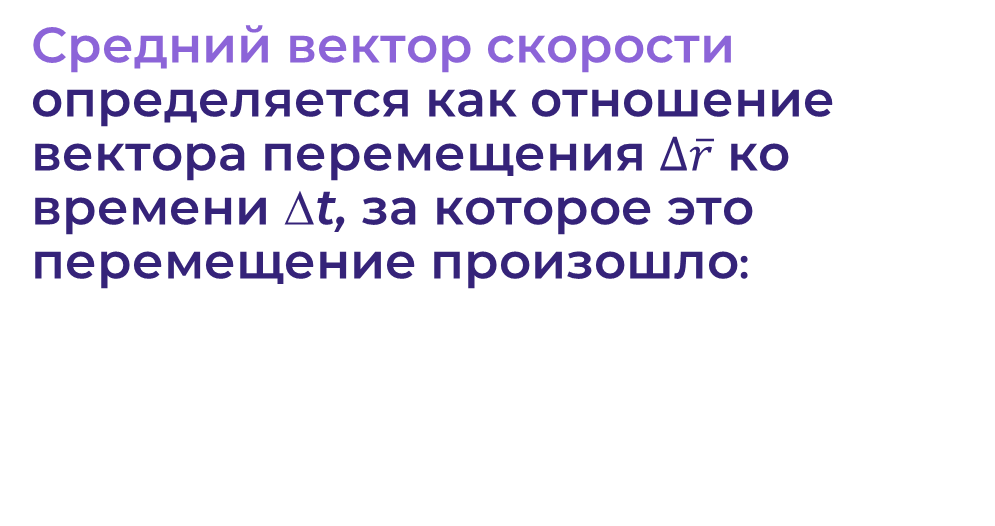 Средний вектор скорости
определяется как отношение
вектора перемещения Δr̄ ко
времени Δt, за которое это
перемещение произошло: